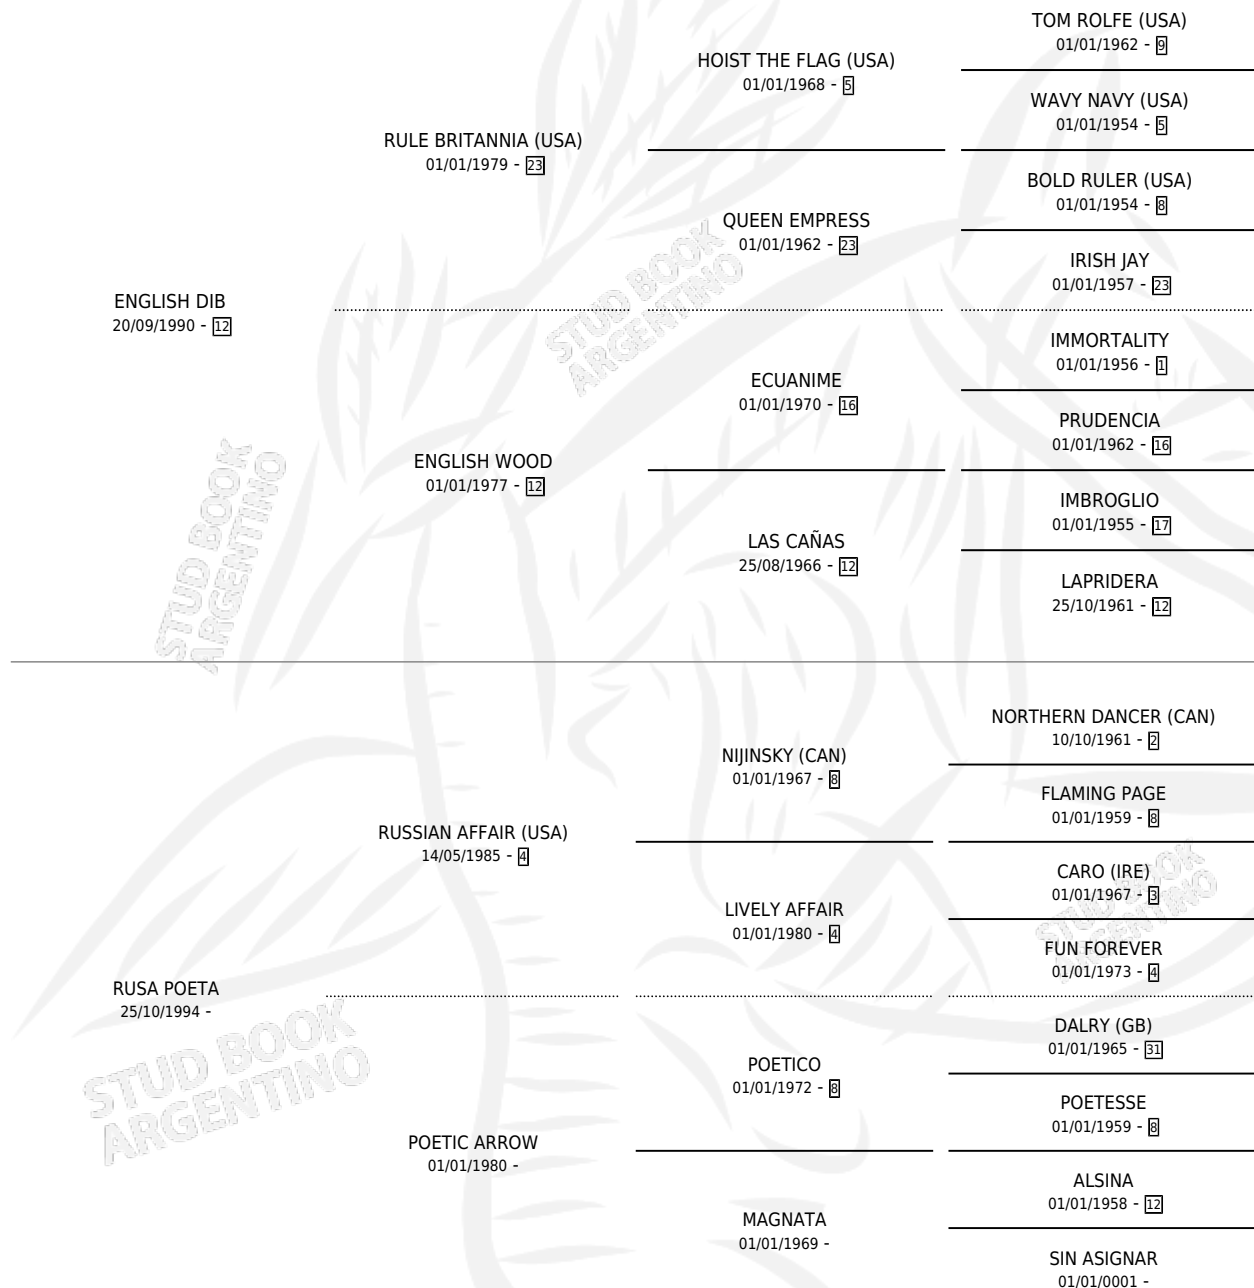 TOM ROLFE (USA)
01/01/1962 - 9
HOIST THE FLAG (USA)
01/01/1968 - 5
WAVY NAVY (USA)
01/01/1954 - 5
RULE BRITANNIA (USA)
01/01/1979 - 23
BOLD RULER (USA)
01/01/1954 - 8
QUEEN EMPRESS
01/01/1962 - 23
IRISH JAY
01/01/1957 - 23
ENGLISH DIB
20/09/1990 - 12
IMMORTALITY
01/01/1956 - 1
ECUANIME
01/01/1970 - 16
PRUDENCIA
01/01/1962 - 16
ENGLISH WOOD
01/01/1977 - 12
IMBROGLIO
01/01/1955 - 17
LAS CAÑAS
25/08/1966 - 12
LAPRIDERA
25/10/1961 - 12
NORTHERN DANCER (CAN)
10/10/1961 - 2
NIJINSKY (CAN)
01/01/1967 - 8
FLAMING PAGE
01/01/1959 - 8
RUSSIAN AFFAIR (USA)
14/05/1985 - 4
CARO (IRE)
01/01/1967 - 3
LIVELY AFFAIR
01/01/1980 - 4
FUN FOREVER
01/01/1973 - 4
RUSA POETA
25/10/1994 -
DALRY (GB)
01/01/1965 - 31
POETICO
01/01/1972 - 8
POETESSE
01/01/1959 - 8
POETIC ARROW
01/01/1980 -
ALSINA
01/01/1958 - 12
MAGNATA
01/01/1969 -
SIN ASIGNAR
01/01/0001 -
STUD BOOK
ARGENTINO
STUD BOOK
ARGENTINO
STUD BOOK
ARGENTINO
STUD BOOK
ARGENTINO